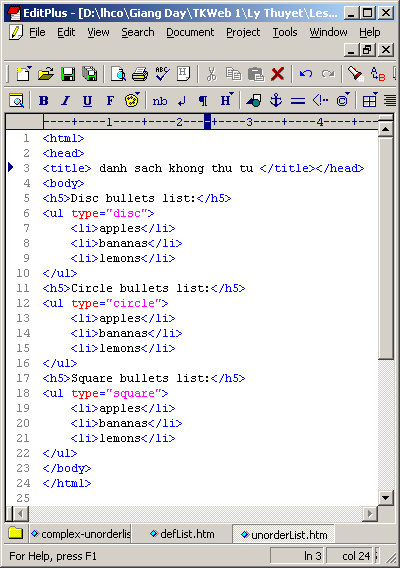 EditPlus - [D:\lhco\Giang Day\TKWeb 1\Ly Thuyet\Les...
File Edit View Search Document Project Tools Window Help
ABC A B
B I U F nb ¶ H
----+----1----+----2----+----3----+----4----+
1 <html>
2 <head>
3 <title> danh sach khong thu tu </title></head>
4 <body>
5 <h5>Disc bullets list:</h5>
6 <ul type="disc">
7 <li>apples</li>
8 <li>bananas</li>
9 <li>lemons</li>
10 </ul>
11 <h5>Circle bullets list:</h5>
12 <ul type="circle">
13 <li>apples</li>
14 <li>bananas</li>
15 <li>lemons</li>
16 </ul>
17 <h5>Square bullets list:</h5>
18 <ul type="square">
19 <li>apples</li>
20 <li>bananas</li>
21 <li>lemons</li>
22 </ul>
23 </body>
24 </html>
25
complex-unorderlis defList.htm unorderList.htm
For Help, press F1 ln 3 col 24